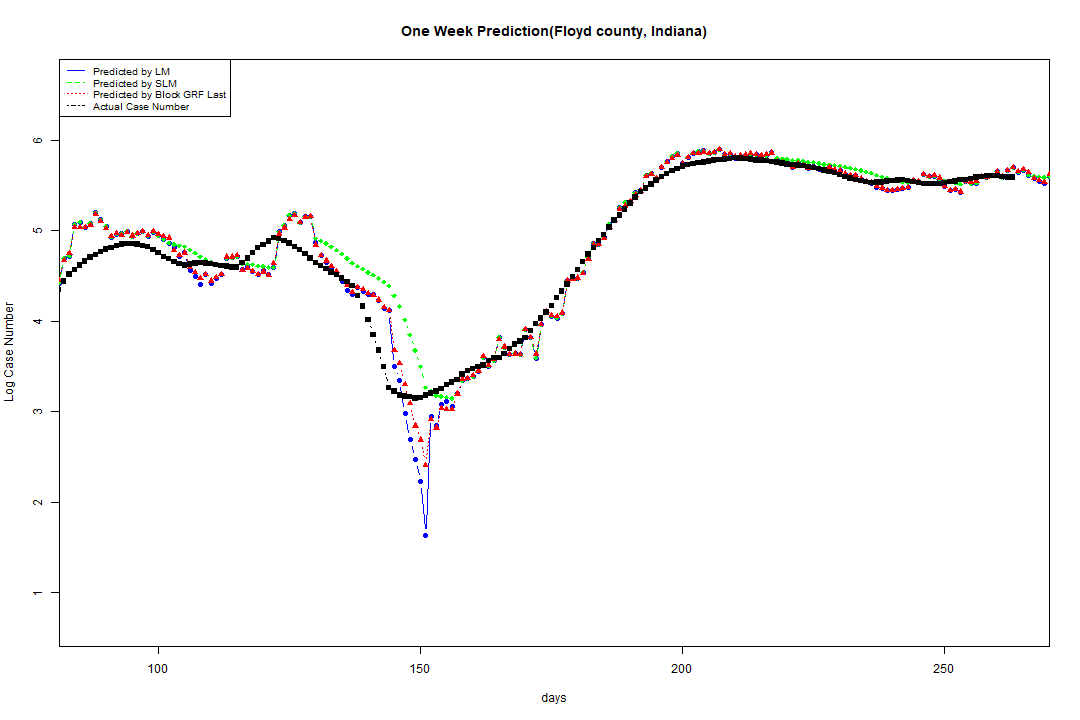 One Week Prediction(Floyd county, Indiana)
Predicted by LM
Predicted by SLM
Predicted by Block GRF Last
Actual Case Number
6
5
4
3
2
1
Log Case Number
100 150 200 250
days